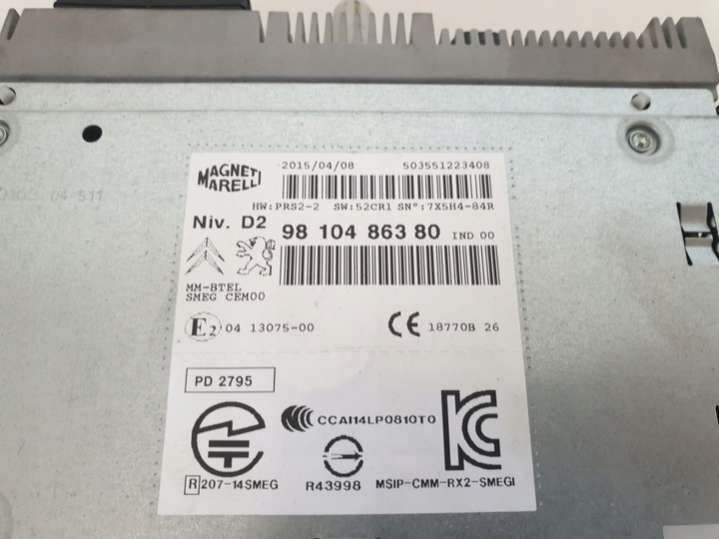 MAGNETI
MARELLI
2015/04/08 503551223408
HW:PRS2-2 SW:52CR1 SN°:7X5H4-84R
Niv. D2 98 104 863 80 IND 00
MM-BTEL
SMEG CEM00
E2 04 13075-00 CE 18770B 26
PD 2795
CCAI14LP0810T0
R 207-14SMEG R43998 MSIP-CMM-RX2-SMEGI